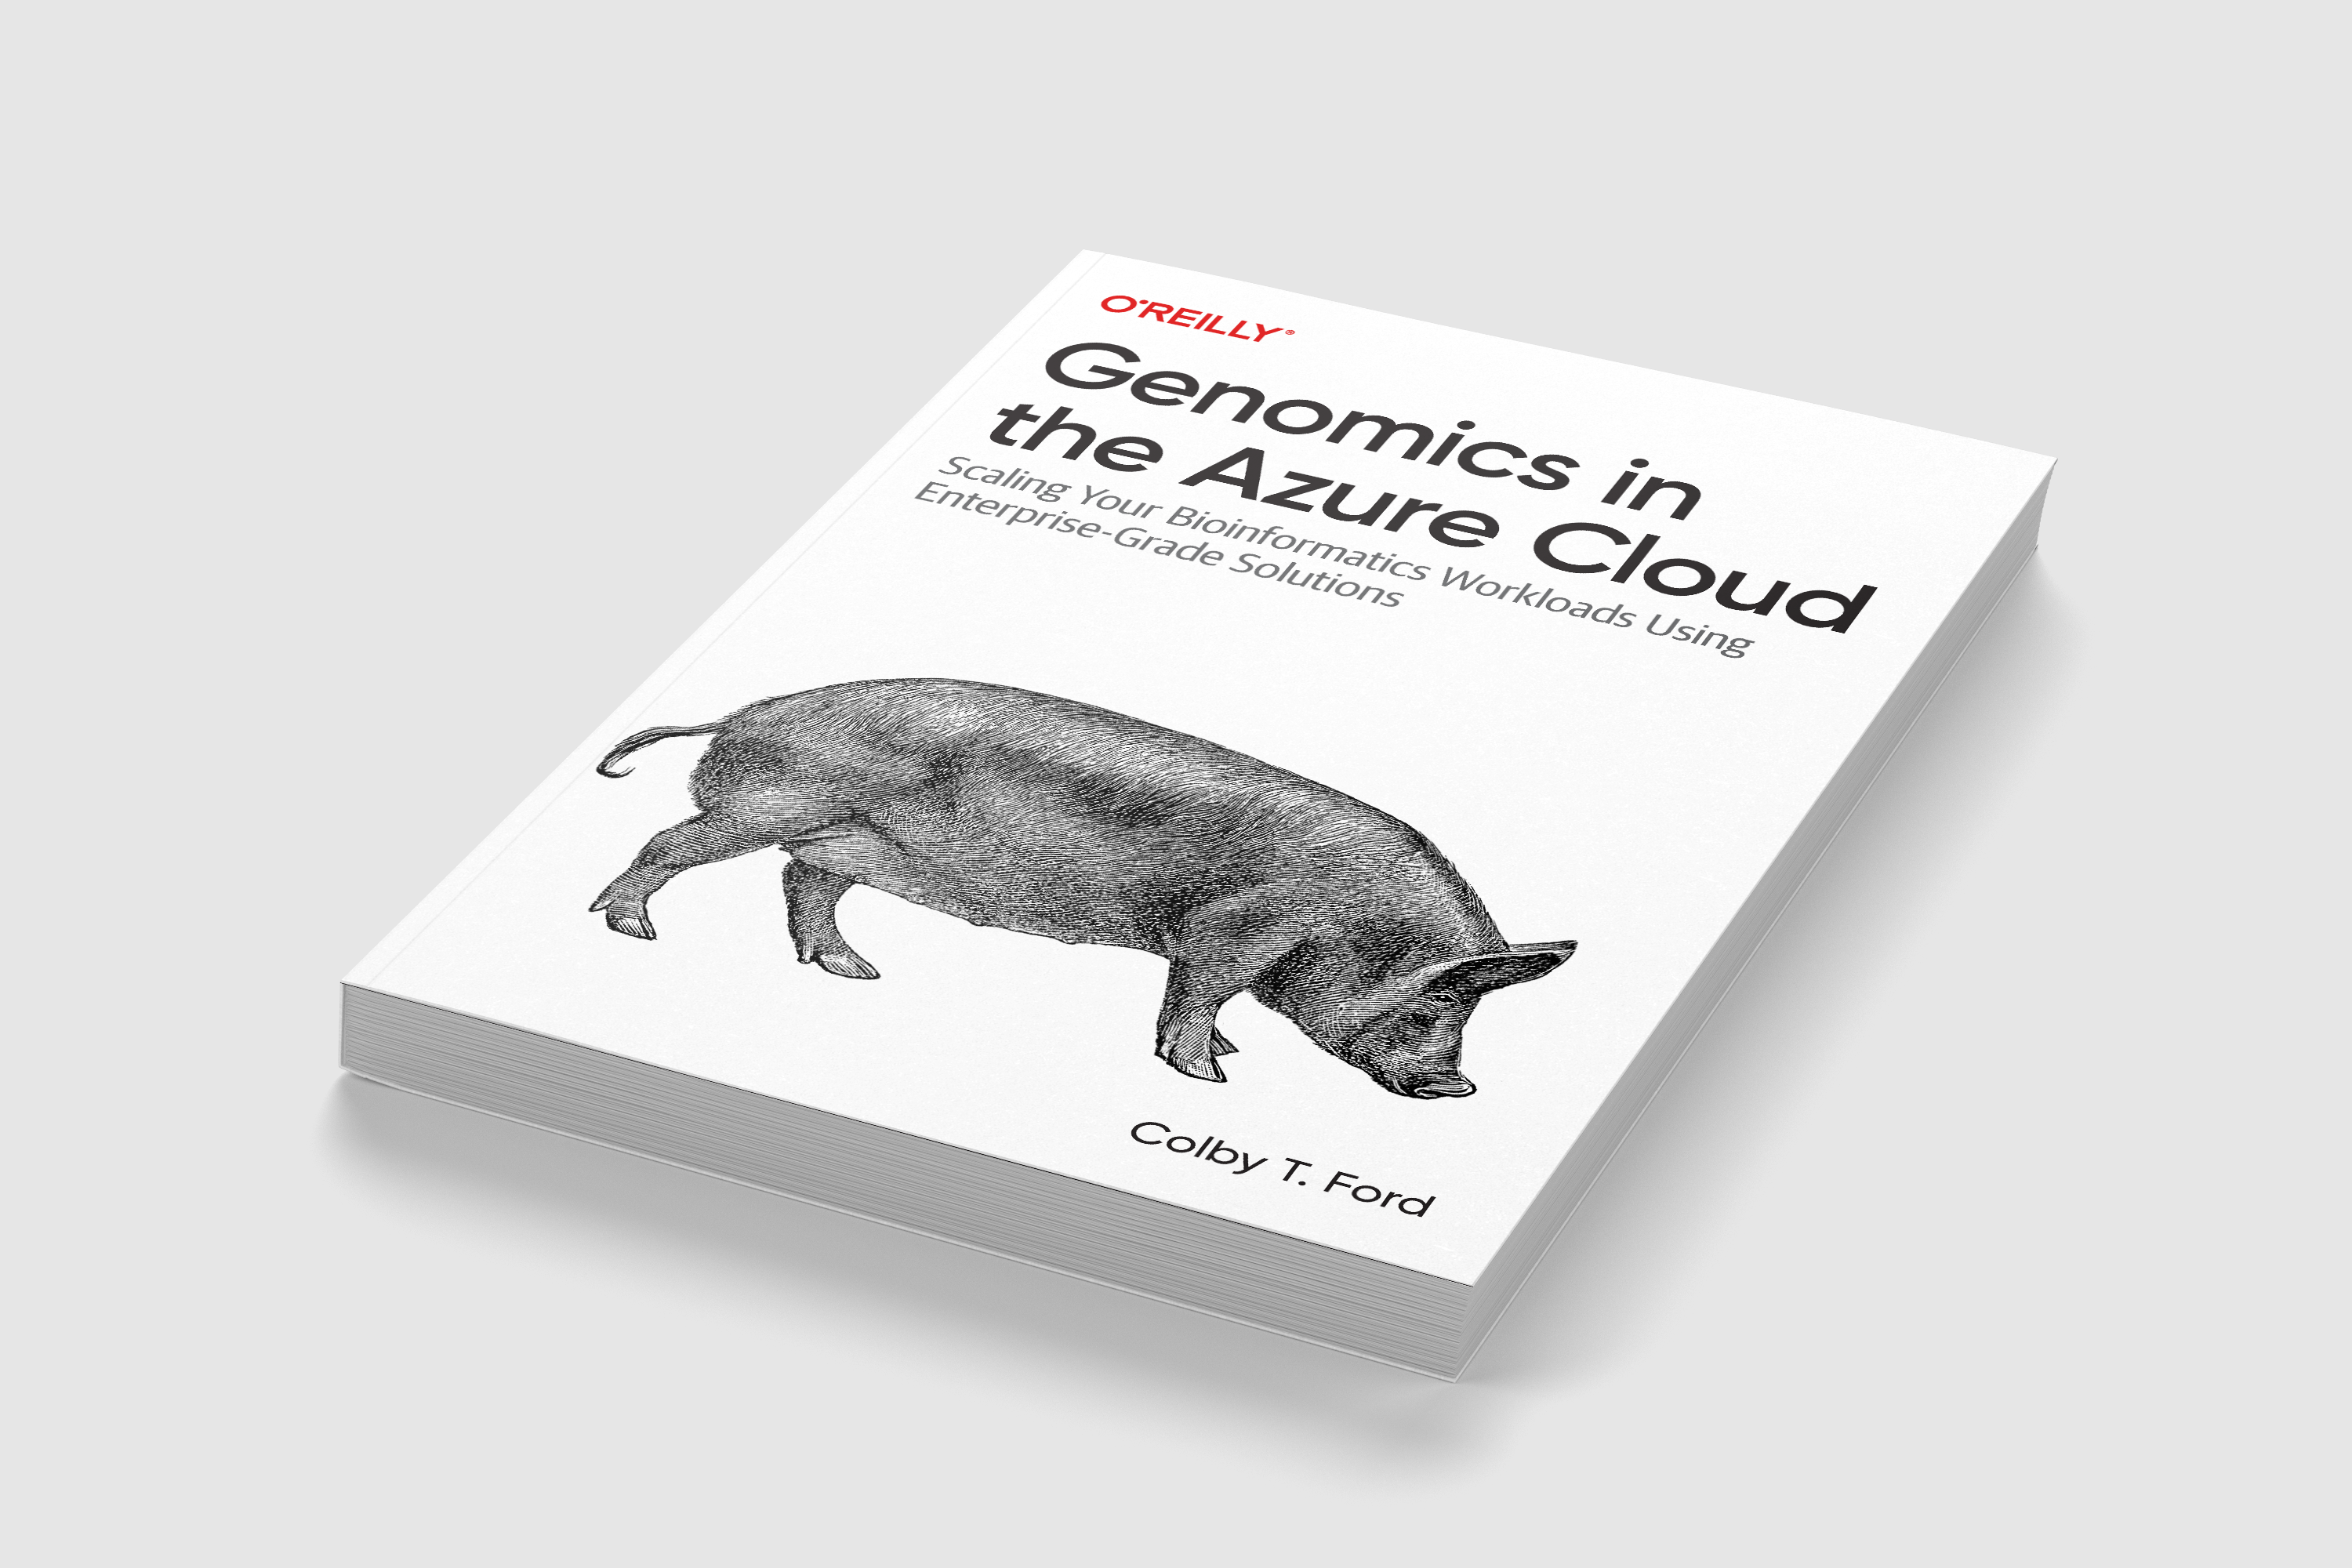 O'REILLY®
Genomics in
the Azure Cloud
Scaling Your Bioinformatics Workloads Using
Enterprise-Grade Solutions
Colby T. Ford